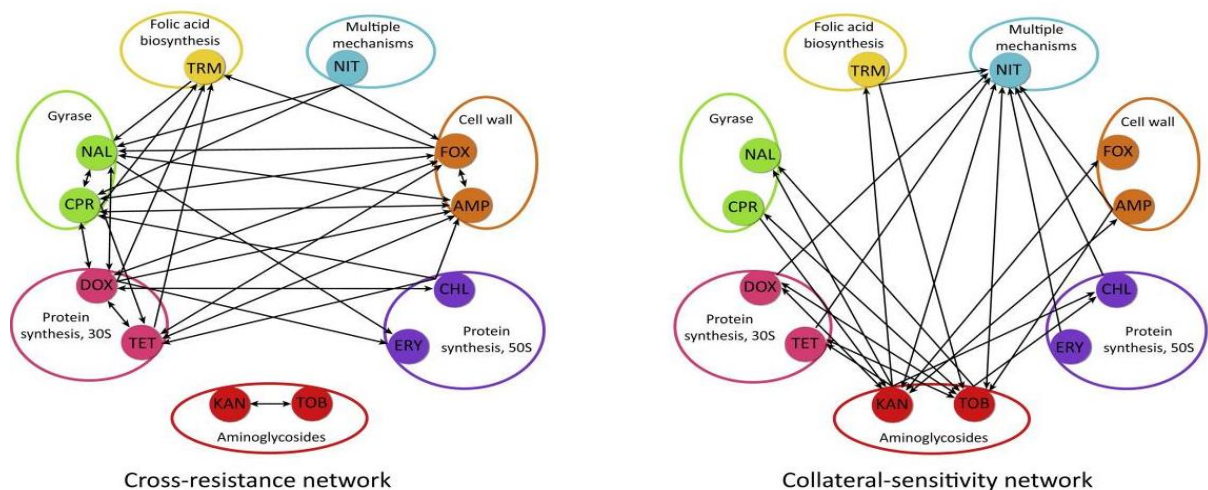 Folic acid
biosynthesis
TRM
Multiple
mechanisms
NIT
Gyrase
NAL
CPR
Cell wall
FOX
AMP
DOX
Protein
synthesis, 30S
TET
CHL
ERY
Protein
synthesis, 50S
KAN
TOB
Aminoglycosides
Cross-resistance network
Folic acid
biosynthesis
TRM
Multiple
mechanisms
NIT
Gyrase
NAL
CPR
Cell wall
FOX
AMP
DOX
Protein
synthesis, 30S
TET
CHL
ERY
Protein
synthesis, 50S
KAN
TOB
Aminoglycosides
Collateral-sensitivity network